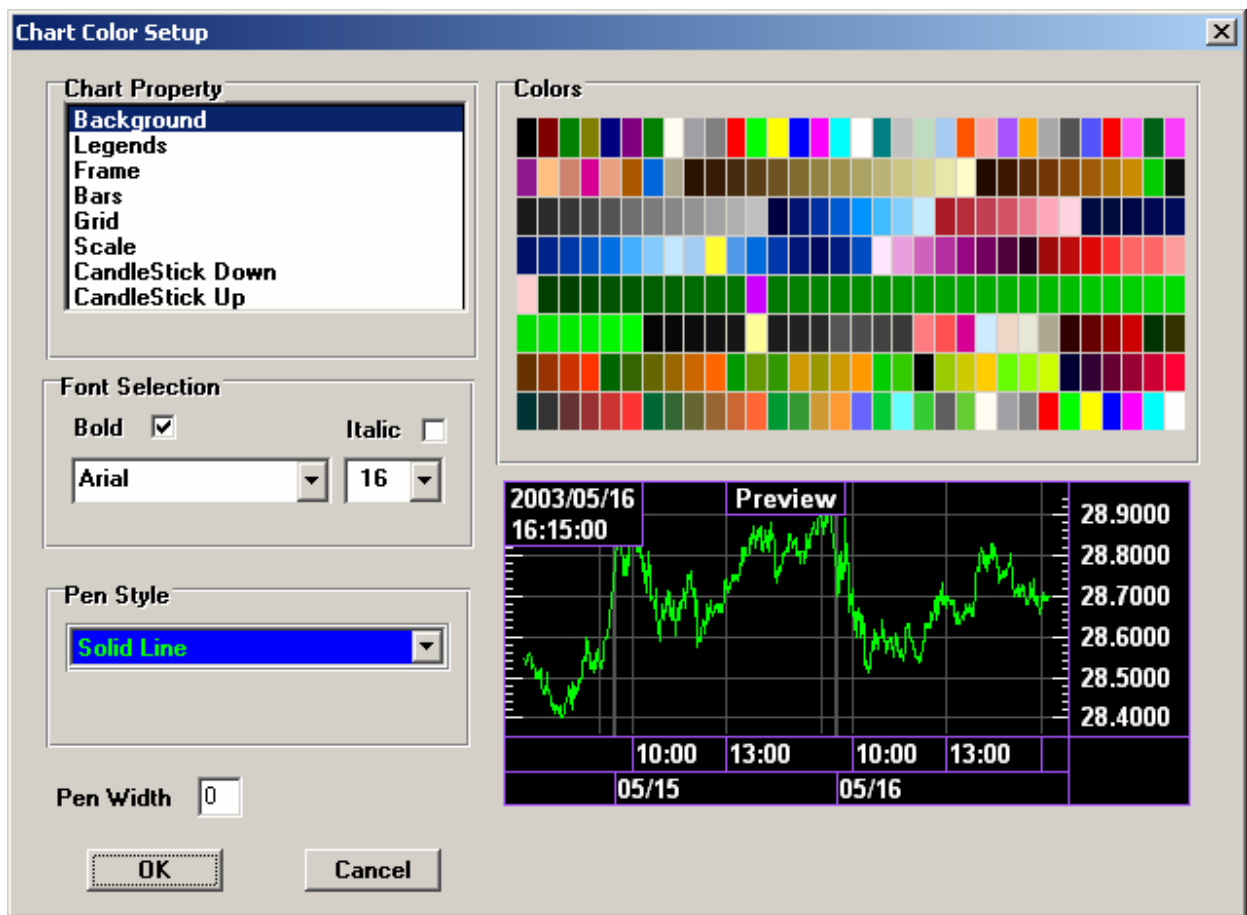 Chart Color Setup
Chart Property
Background
Legends
Frame
Bars
Grid
Scale
CandleStick Down
CandleStick Up
Font Selection
Bold
Italic
Arial
16
Pen Style
Solid Line
Pen Width
0
OK
Cancel
Colors
2003/05/16
16:15:00
Preview
28.9000
28.8000
28.7000
28.6000
28.5000
28.4000
10:00 13:00 10:00 13:00
05/15 05/16